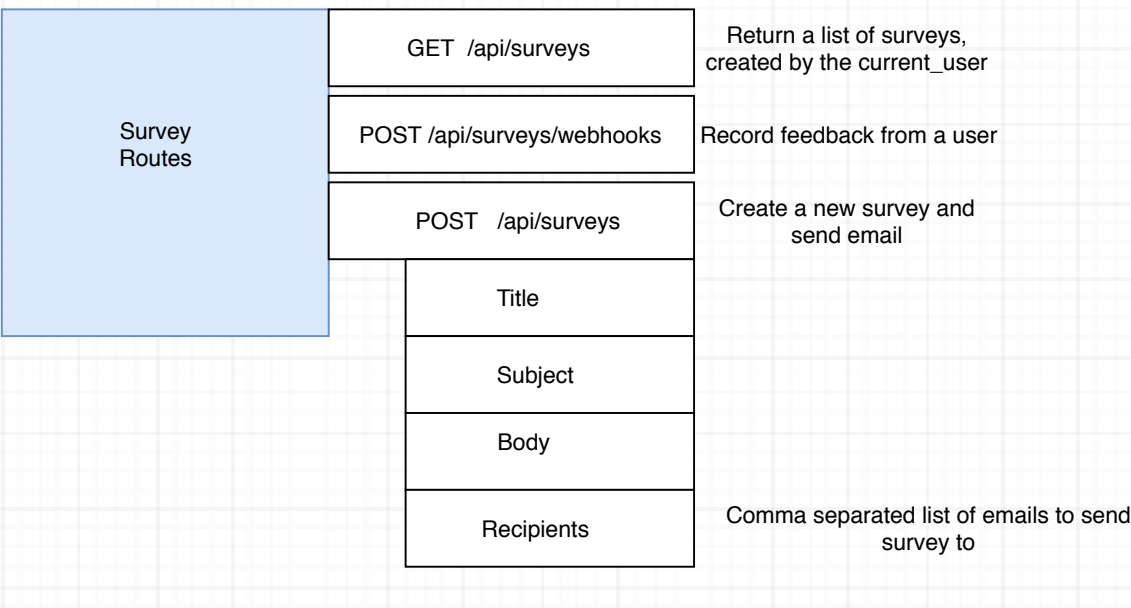 Survey
Routes
GET /api/surveys
Return a list of surveys,
created by the current_user
POST /api/surveys/webhooks
Record feedback from a user
POST /api/surveys
Create a new survey and
send email
Title
Subject
Body
Recipients
Comma separated list of emails to send
survey to